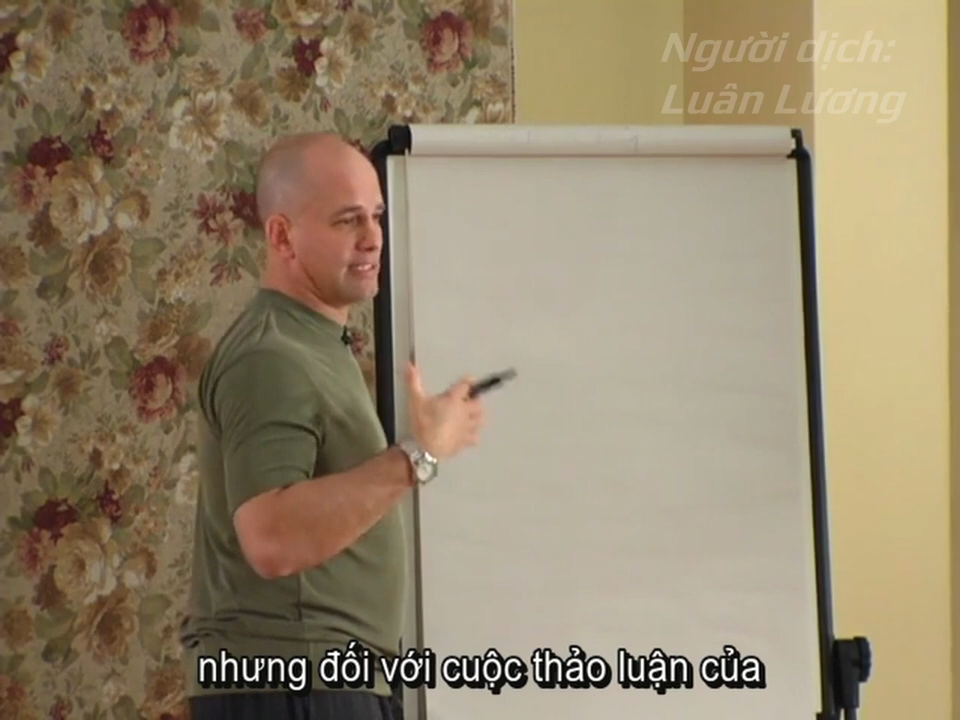 Người dịch:
Luân Lương
nhưng đối với cuộc thảo luận của